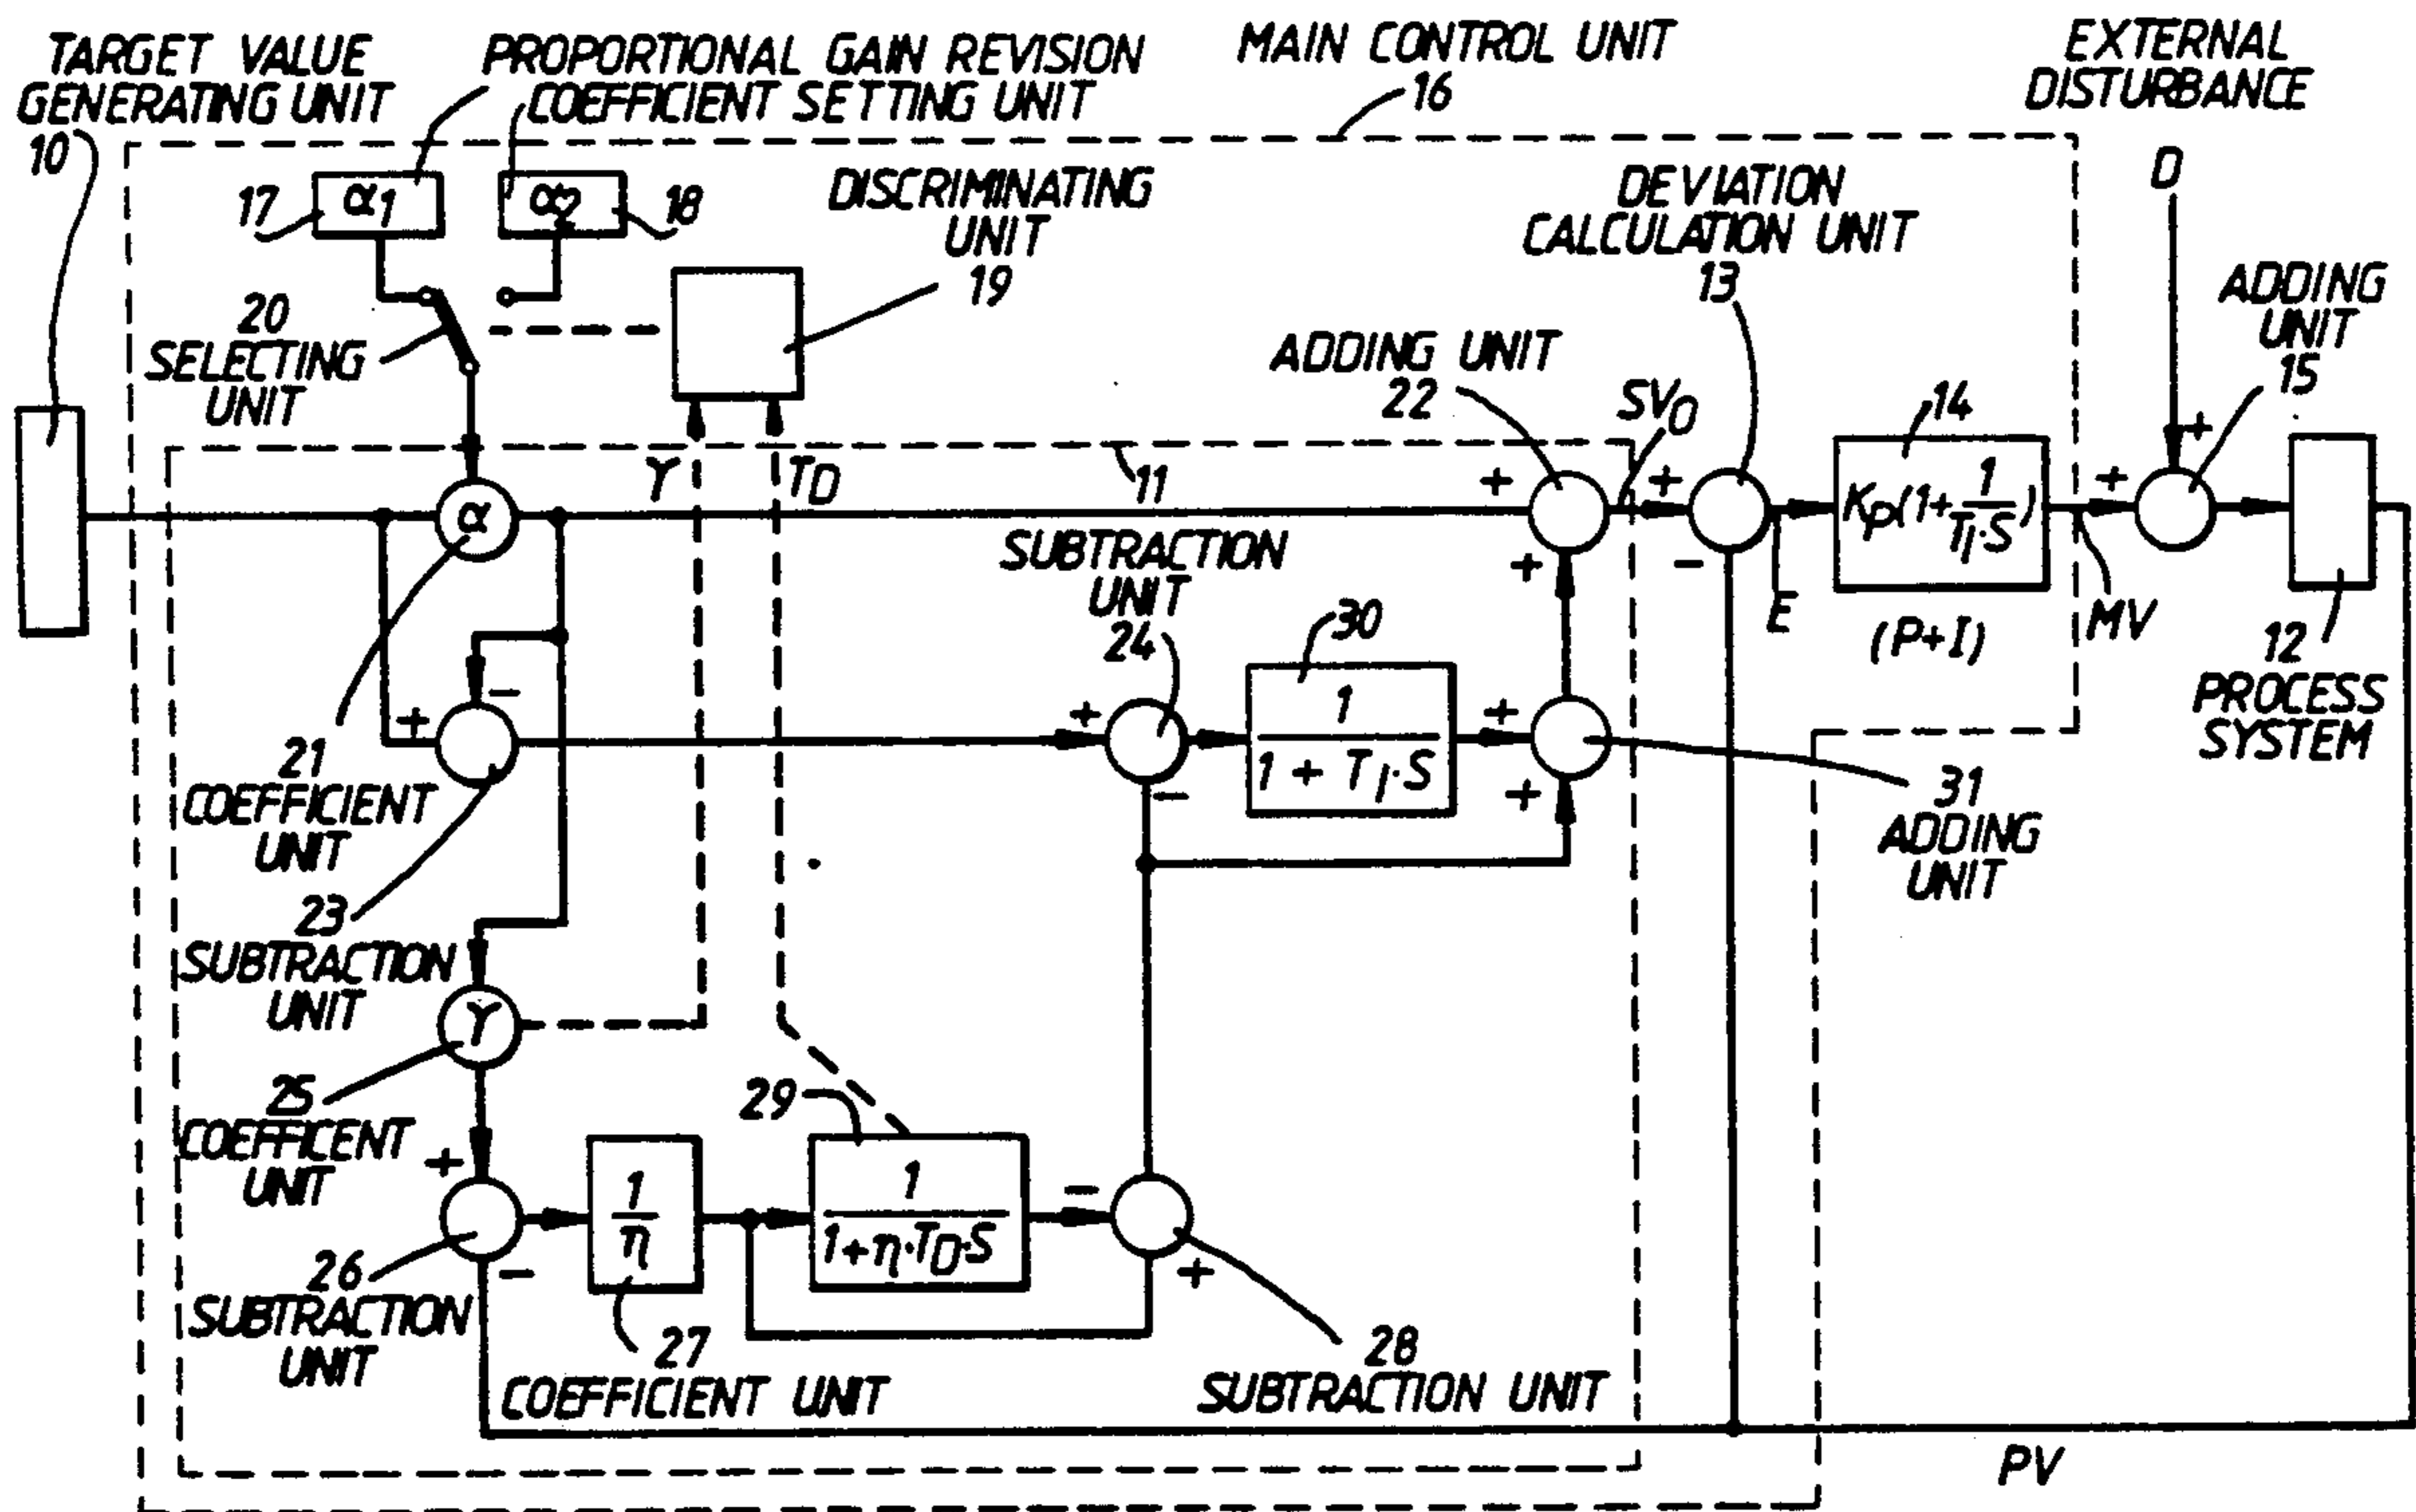 TARGET VALUE
GENERATING UNIT
10
PROPORTIONAL GAIN REVISION
COEFFICIENT SETTING UNIT
MAIN CONTROL UNIT
16
EXTERNAL
DISTURBANCE
D
17
α1
α2
18
DISCRIMINATING
UNIT
19
DEVIATION
CALCULATION UNIT
13
ADDING
UNIT
15
20
SELECTING
UNIT
ADDING UNIT
22
SV0
14
+
α
γ
TD
11
+
+
+
-
E
KP(1+1/TI·S)
(P+I)
MV
+
12
PROCESS
SYSTEM
SUBTRACTION
UNIT
24
30
-
+
21
COEFFICIENT
UNIT
+
-
1
1 + TI·S
+
+
31
ADDING
UNIT
23
SUBTRACTION
UNIT
γ
25
COEFFICENT
UNIT
29
+
-
26
SUBTRACTION
UNIT
1
η
1
1+η·TD·S
-
+
27
COEFFICIENT UNIT
28
SUBTRACTION UNIT
PV